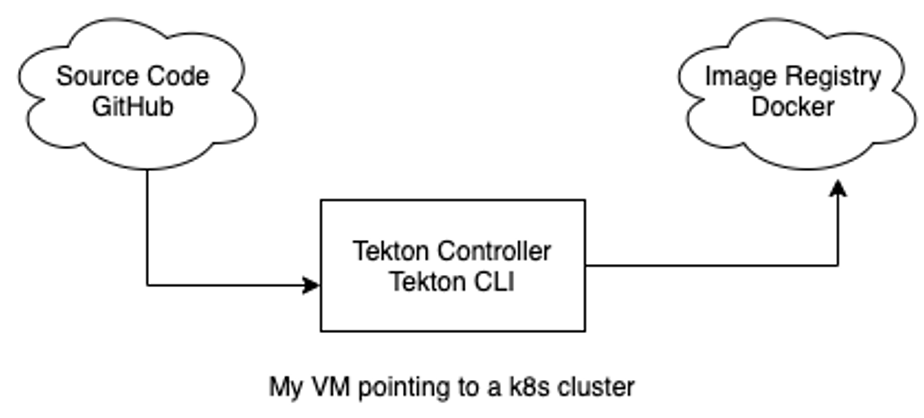 Source Code
GitHub
Image Registry
Docker
Tekton Controller
Tekton CLI
My VM pointing to a k8s cluster